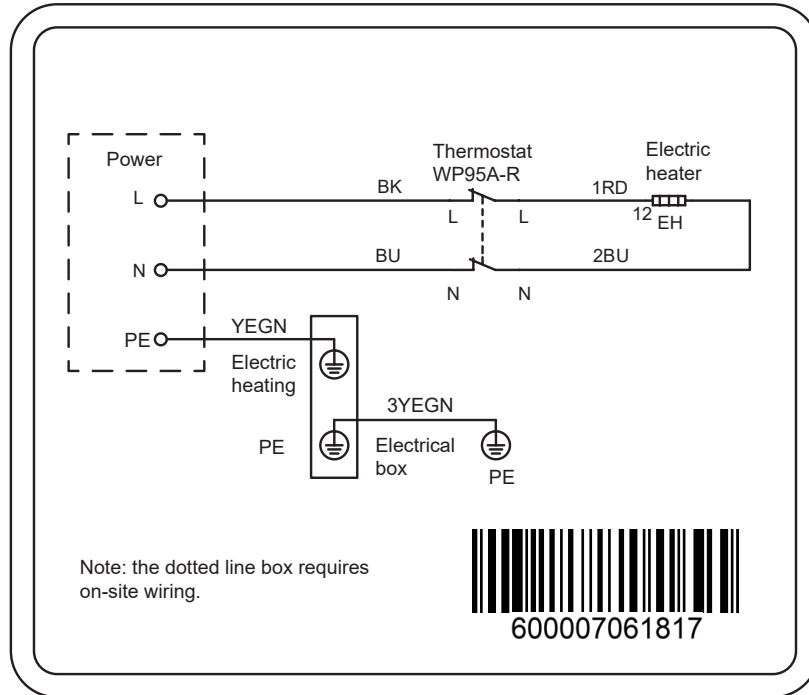 Power
Thermostat
WP95A-R
Electric
heater
L
BK
L
L
1RD
12
EH
N
BU
N
N
2BU
PE
YEGN
Electric
heating
PE
3YEGN
Electrical
box
PE
Note: the dotted line box requires
on-site wiring.
600007061817